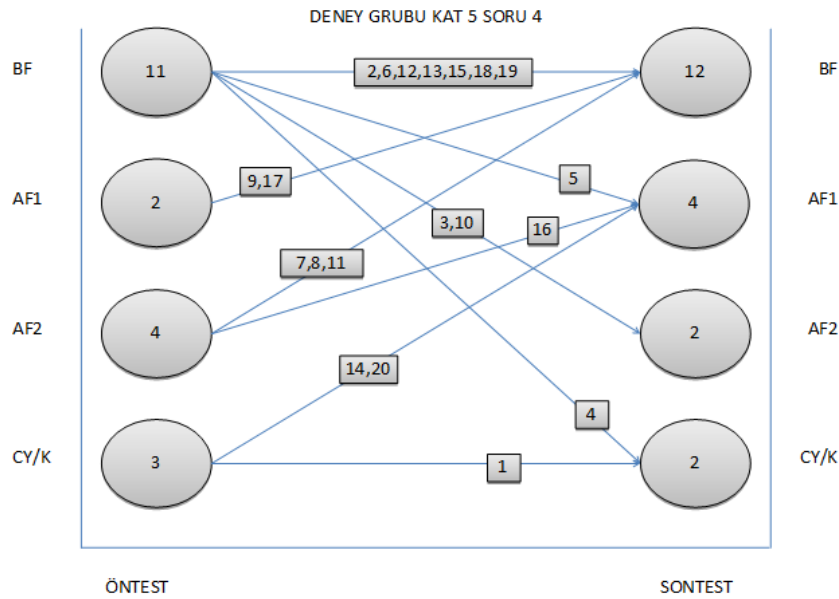 DENEY GRUBU KAT 5 SORU 4
BF 11 2,6,12,13,15,18,19 12 BF
9,17 5
AF1 2 4 AF1
3,10 16
7,8,11
AF2 4 2 AF2
14,20
4
CY/K 3 1 2 CY/K
ÖNTEST SONTEST